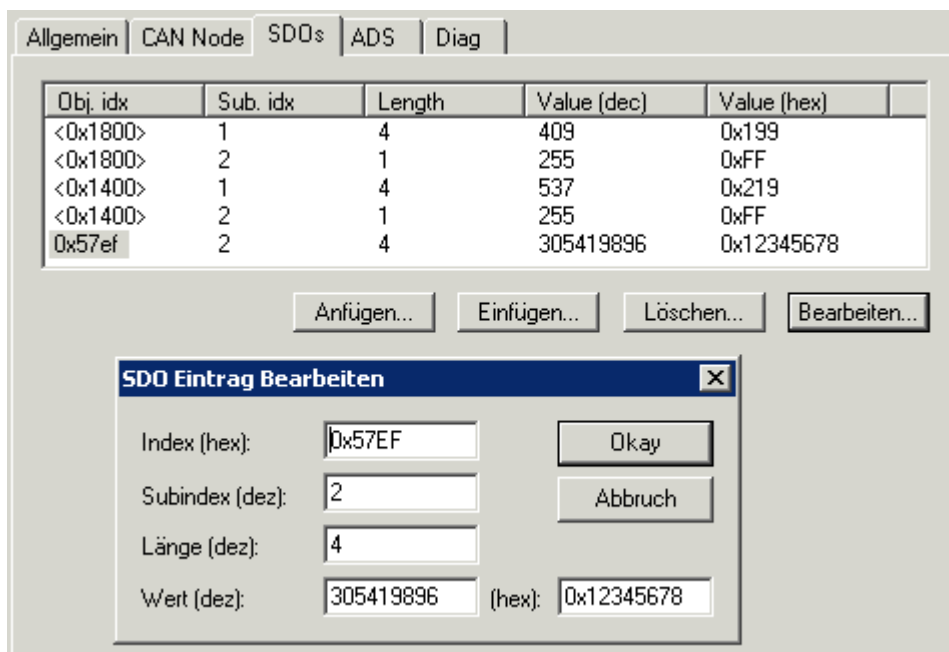 Allgemein CAN Node SDOs ADS Diag
Obj. idx Sub. idx Length Value (dec) Value (hex)
<0x1800> 1 4 409 0x199
<0x1800> 2 1 255 0xFF
<0x1400> 1 4 537 0x219
<0x1400> 2 1 255 0xFF
0x57ef 2 4 305419896 0x12345678
Anfügen... Einfügen... Löschen... Bearbeiten...
SDO Eintrag Bearbeiten
Index (hex): 0x57EF Okay
Subindex (dez): 2 Abbruch
Länge (dez): 4
Wert (dez): 305419896 (hex): 0x12345678